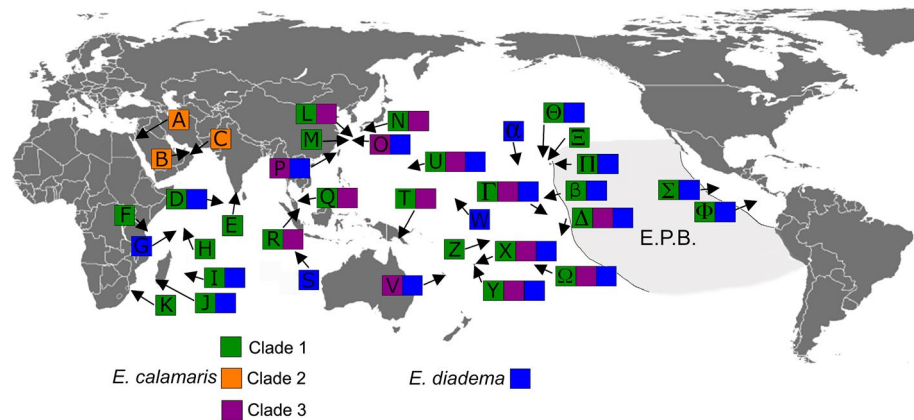 Θ
α
Ξ
A
L
N
M
O
C
B
P
U
Π
Γ
β
Σ
Φ
D
Q
T
F
E
W
Δ
E.P.B.
R
G
H
Z
X
I
S
V
Y
Ω
K
J
Clade 1
E. calamaris
Clade 2
E. diadema
Clade 3